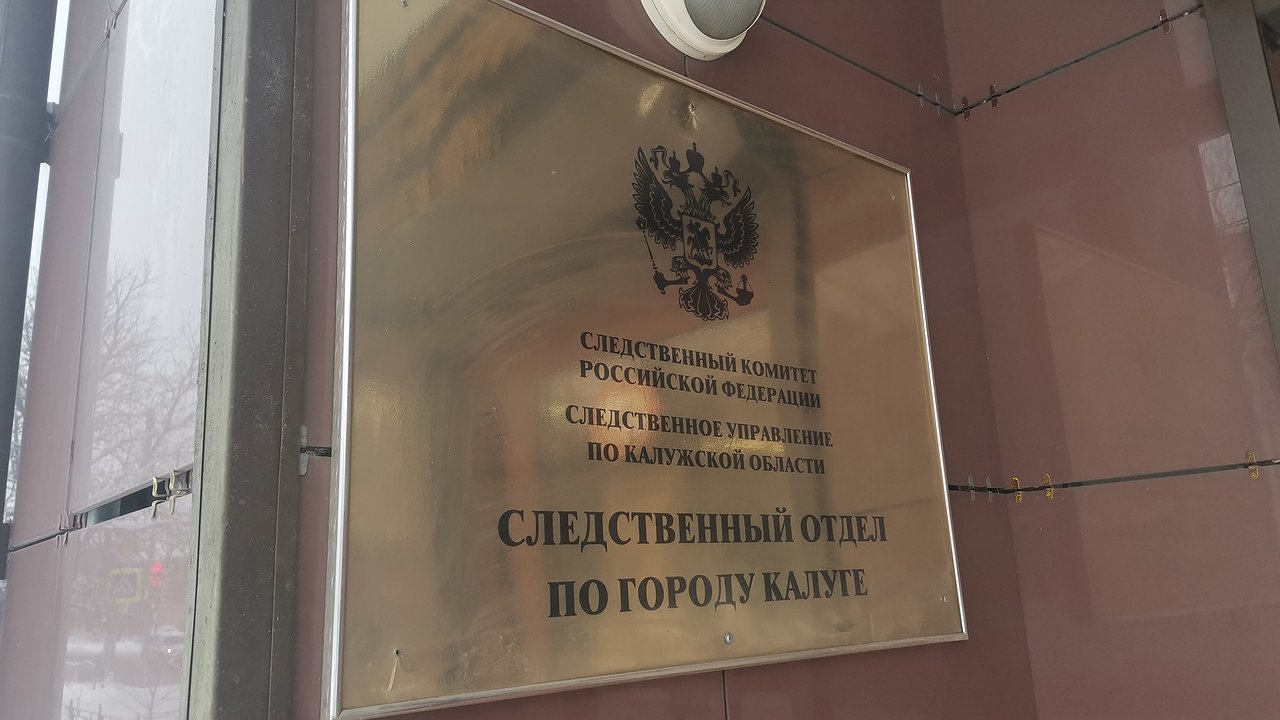 СЛЕДСТВЕННЫЙ КОМИТЕТ
РОССИЙСКОЙ ФЕДЕРАЦИИ
СЛЕДСТВЕННОЕ УПРАВЛЕНИЕ
ПО КАЛУЖСКОЙ ОБЛАСТИ
СЛЕДСТВЕННЫЙ ОТДЕЛ
ПО ГОРОДУ КАЛУГЕ